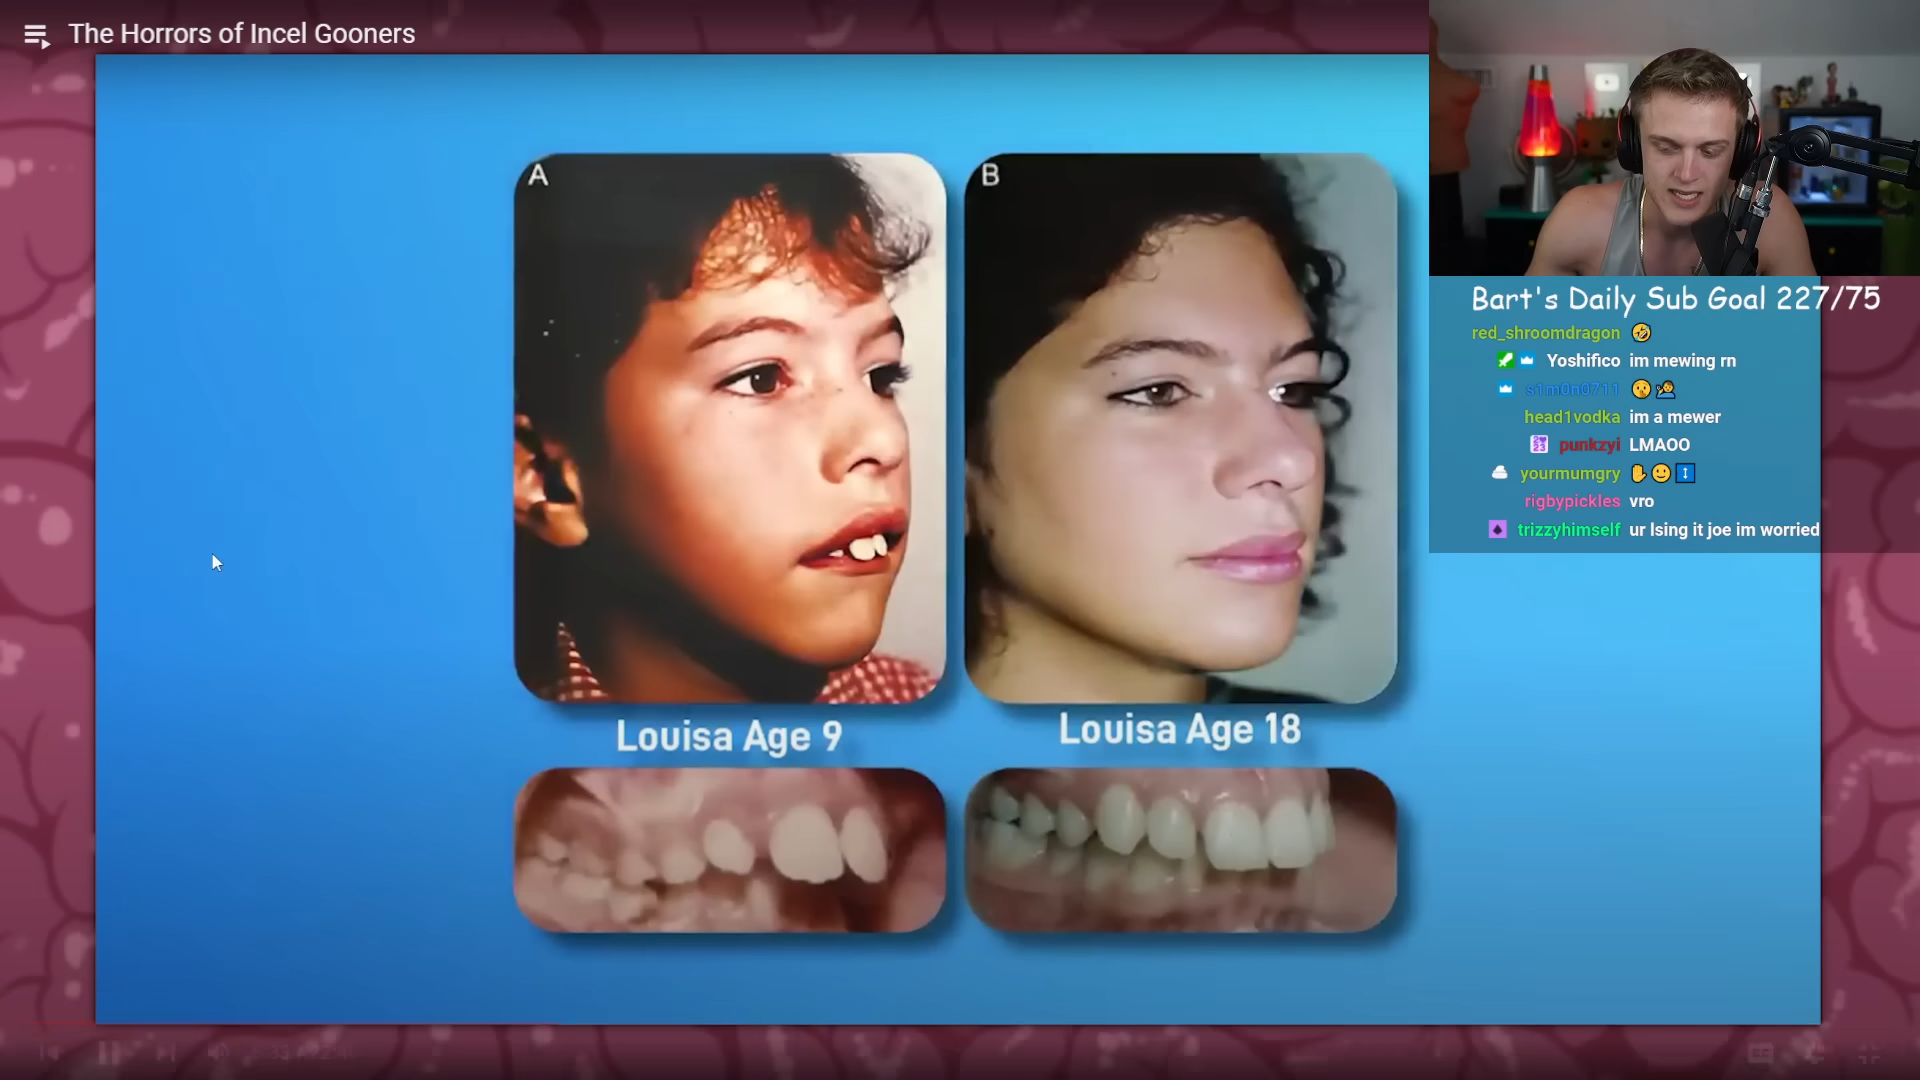 The Horrors of Incel Gooners
A
B
Louisa Age 9
Louisa Age 18
Bart's Daily Sub Goal 227/75
red_shroomdragon 🤣
Yoshifico im mewing rn
s1m0n0711 🤫🧏
head1vodka im a mewer
punkzyi LMAOO
yourmumgry ✋🙂↕️
rigbypickles vro
trizzyhimself ur lsing it joe im worried